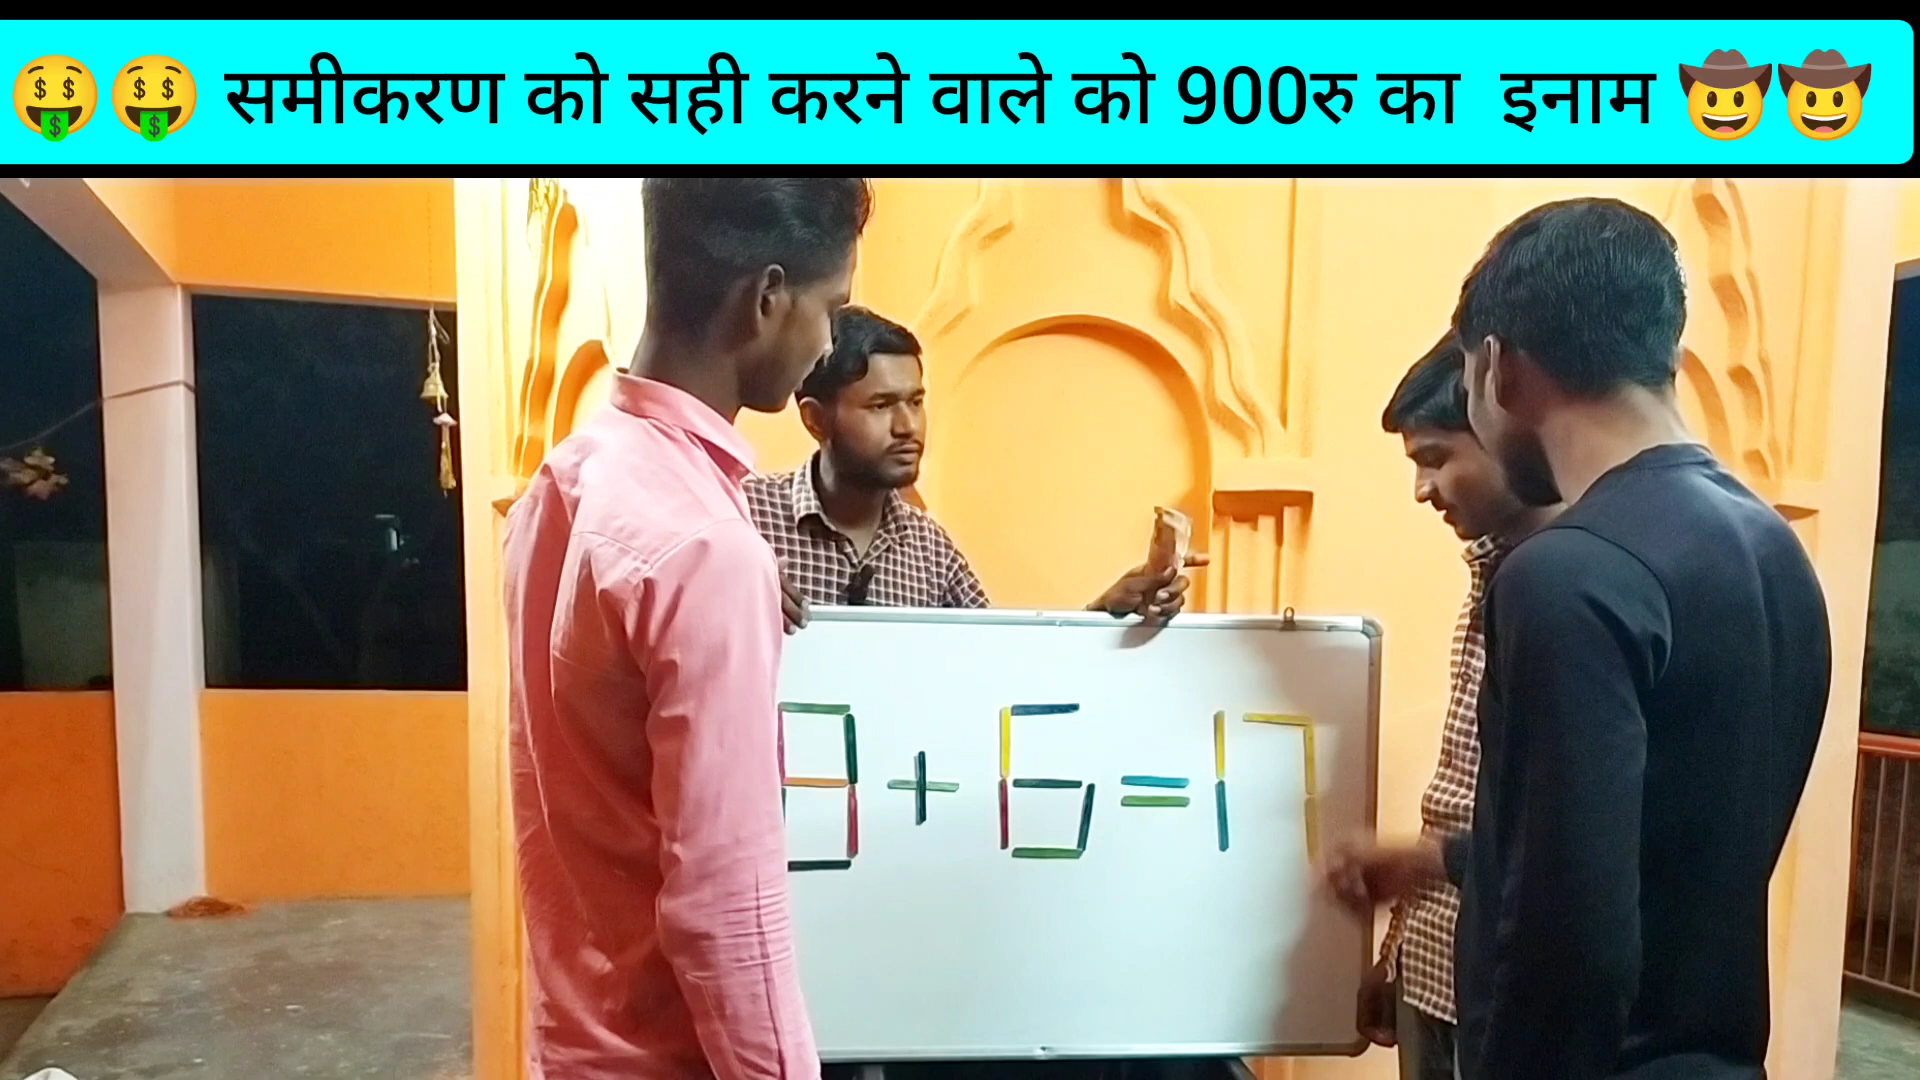 🤑🤑 समीकरण को सही करने वाले को 900रु का इनाम 🤠🤠
8+6=17